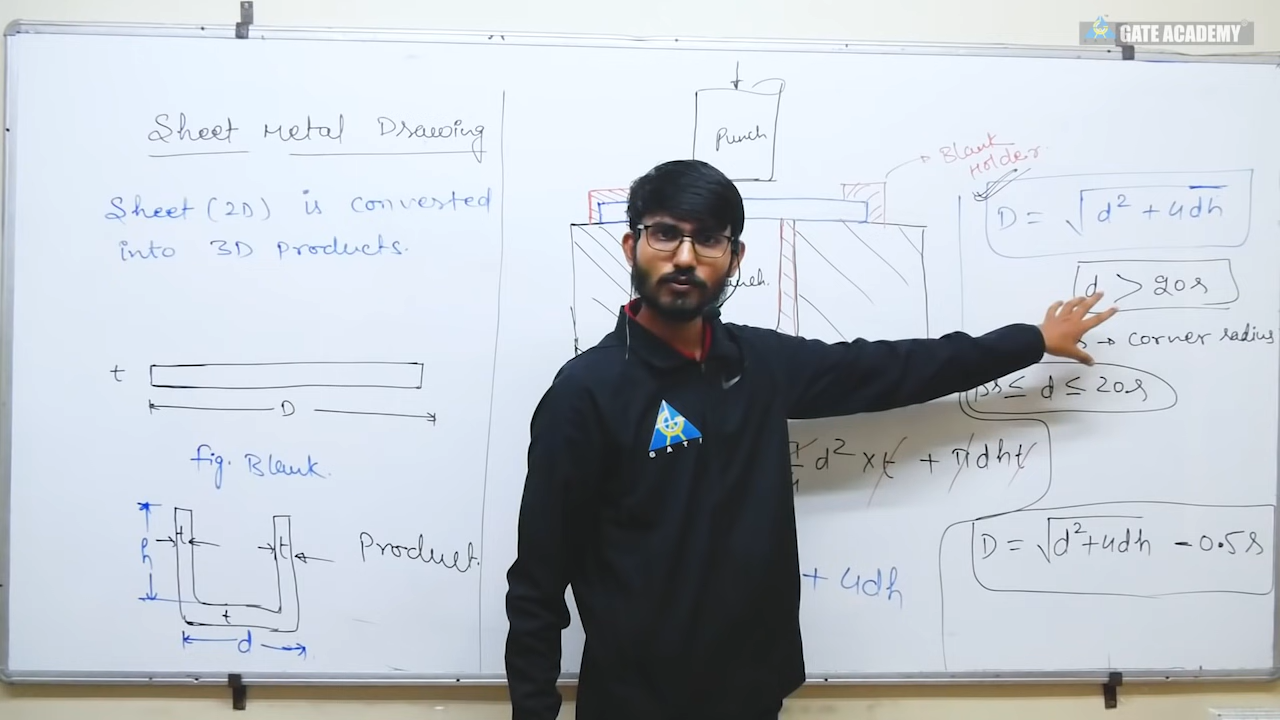 GATE ACADEMY
Sheet Metal Drawing
Sheet (2D) is converted
into 3D products.
t
D
fig. Blank.
h
t
t
Product.
t
d
Punch
Blank
Holder.
D = √d² + 4dh
d > 20r
→ corner radius
≤ d ≤ 20r
d² × t + πdht
+ 4dh
D = √d²+4dh - 0.5r
GATE